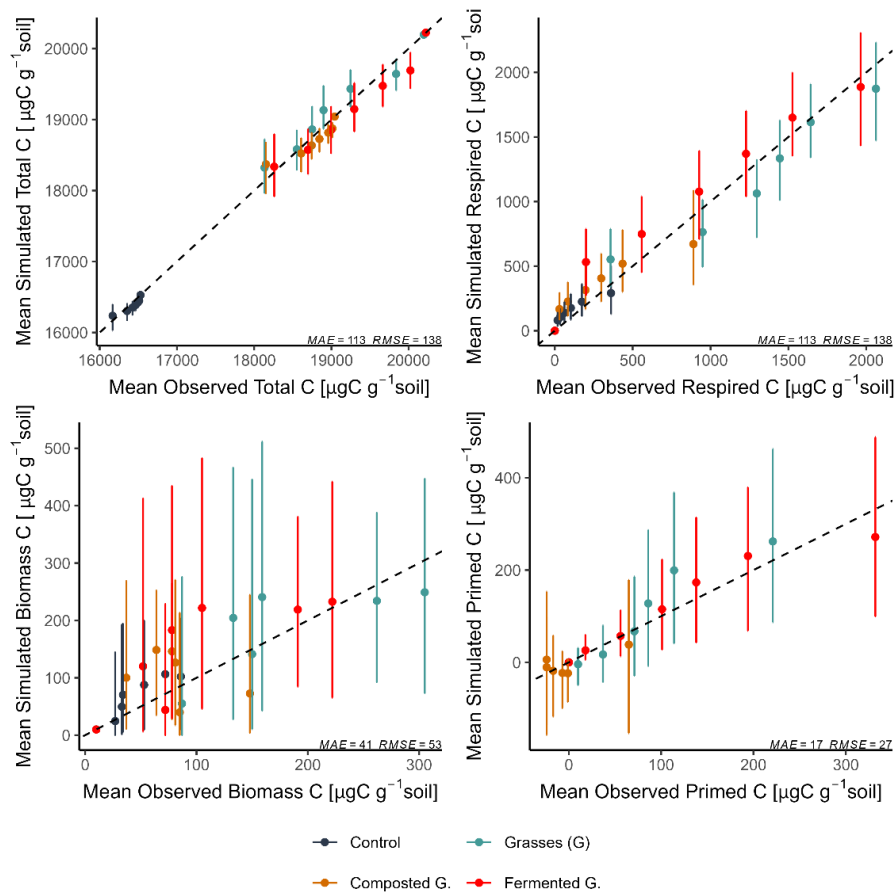 20000
19000
18000
17000
16000
16000 17000 18000 19000 20000
Mean Simulated Total C [ µgC g⁻¹soil]
Mean Observed Total C [µgC g⁻¹soil]
MAE = 113 RMSE = 138
2000
1500
1000
500
0
0 500 1000 1500 2000
Mean Simulated Respired C [ µgC g⁻¹soi
Mean Observed Respired C [µgC g⁻¹soil]
MAE = 113 RMSE = 138
500
400
300
200
100
0
0 100 200 300
Mean Simulated Biomass C [ µgC g⁻¹soil]
Mean Observed Biomass C [µgC g⁻¹soil]
MAE = 41 RMSE = 53
400
200
0
0 100 200 300
Mean Simulated Primed C [ µgC g⁻¹soil]
Mean Observed Primed C [µgC g⁻¹soil]
MAE = 17 RMSE = 27
Control
Grasses (G)
Composted G.
Fermented G.